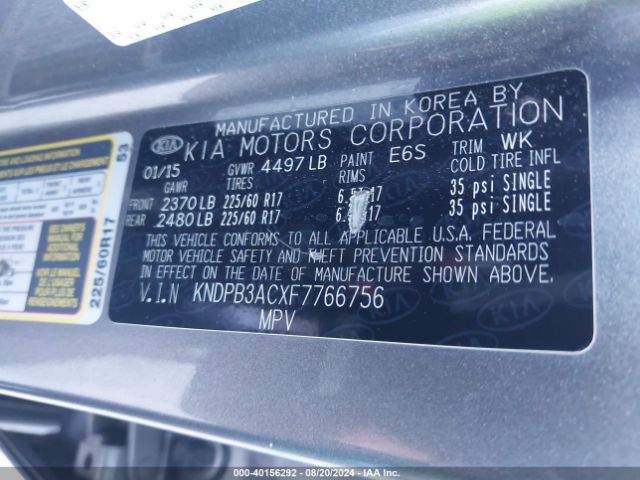 MANUFACTURED IN KOREA BY
KIA KIA MOTORS CORPORATION
01/15 GVWR 4497 LB PAINT E6S TRIM WK
GAWR TIRES RIMS COLD TIRE INFL
FRONT 2370 LB 225/60 R17 35 psi SINGLE
REAR 2480 LB 225/60 R17 35 psi SINGLE
THIS VEHICLE CONFORMS TO ALL APPLICABLE U.S.A. FEDERAL
MOTOR VEHICLE SAFETY AND THEFT PREVENTION STANDARDS
IN EFFECT ON THE DATE OF MANUFACTURE SHOWN ABOVE.
V.I.N KNDPB3ACXF7766756
MPV
53
225/60R17
000-40156292 - 08/20/2024 - IAA Inc.